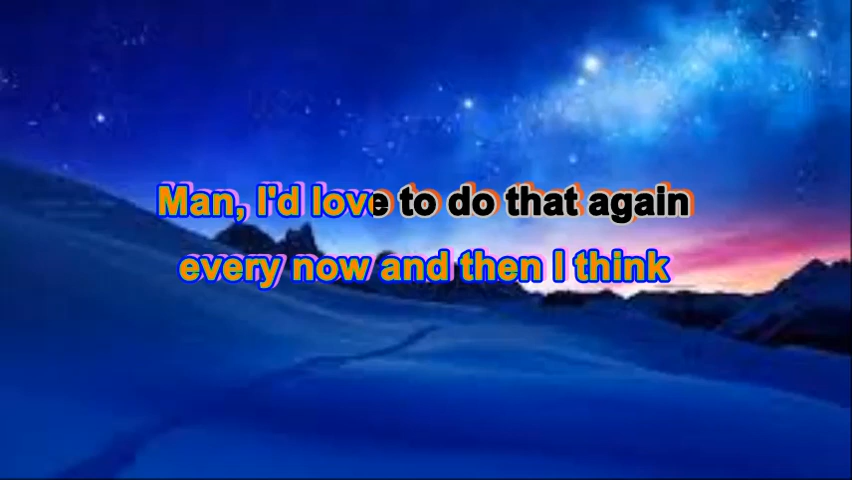 Man, I'd love to do that again
every now and then I think